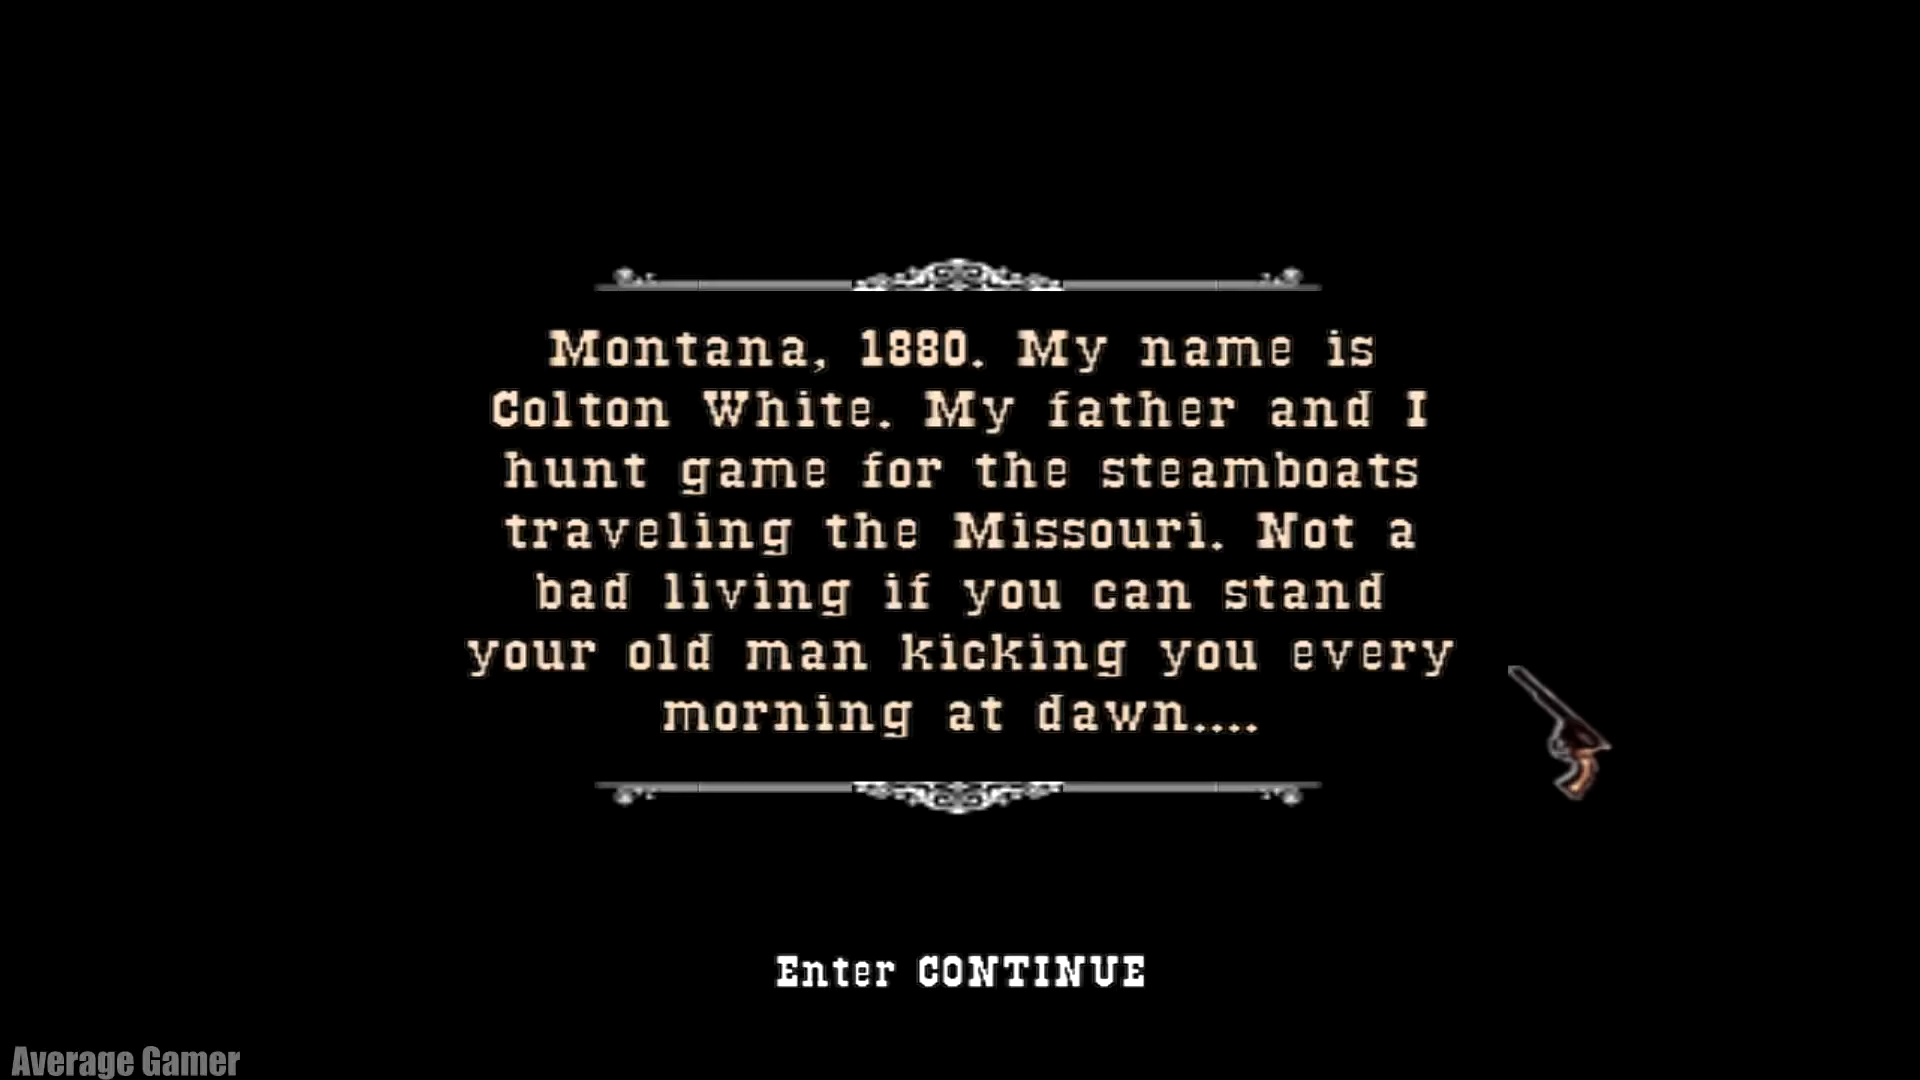 Montana, 1880. My name is
Colton White. My father and I
hunt game for the steamboats
traveling the Missouri. Not a
bad living if you can stand
your old man kicking you every
morning at dawn....
Enter CONTINUE
Average Gamer